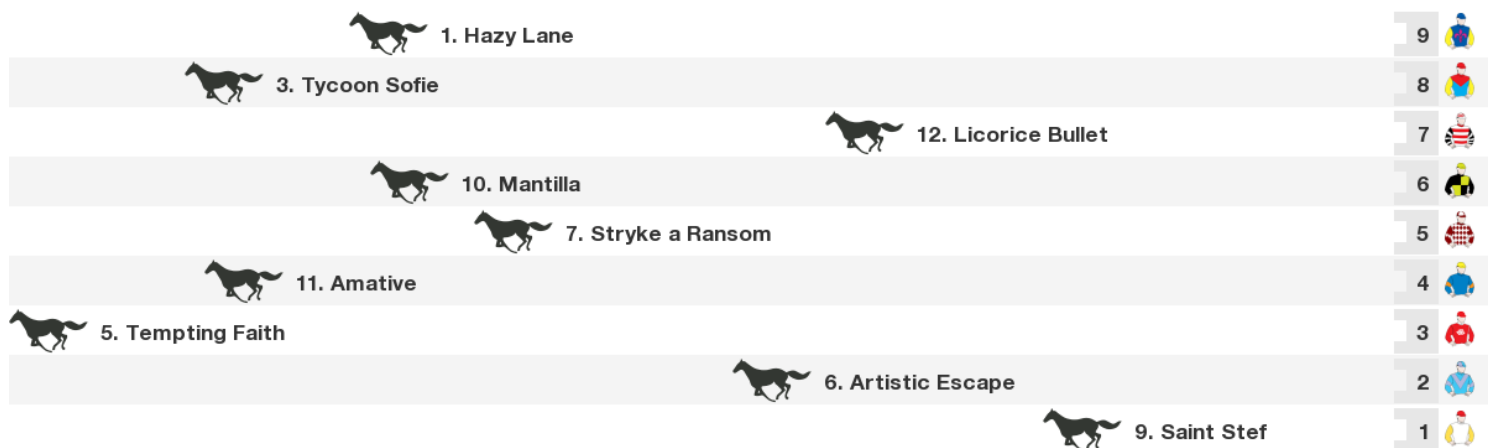 1. Hazy Lane 9
3. Tycoon Sofie 8
12. Licorice Bullet 7
10. Mantilla 6
7. Stryke a Ransom 5
11. Amative 4
5. Tempting Faith 3
6. Artistic Escape 2
9. Saint Stef 1